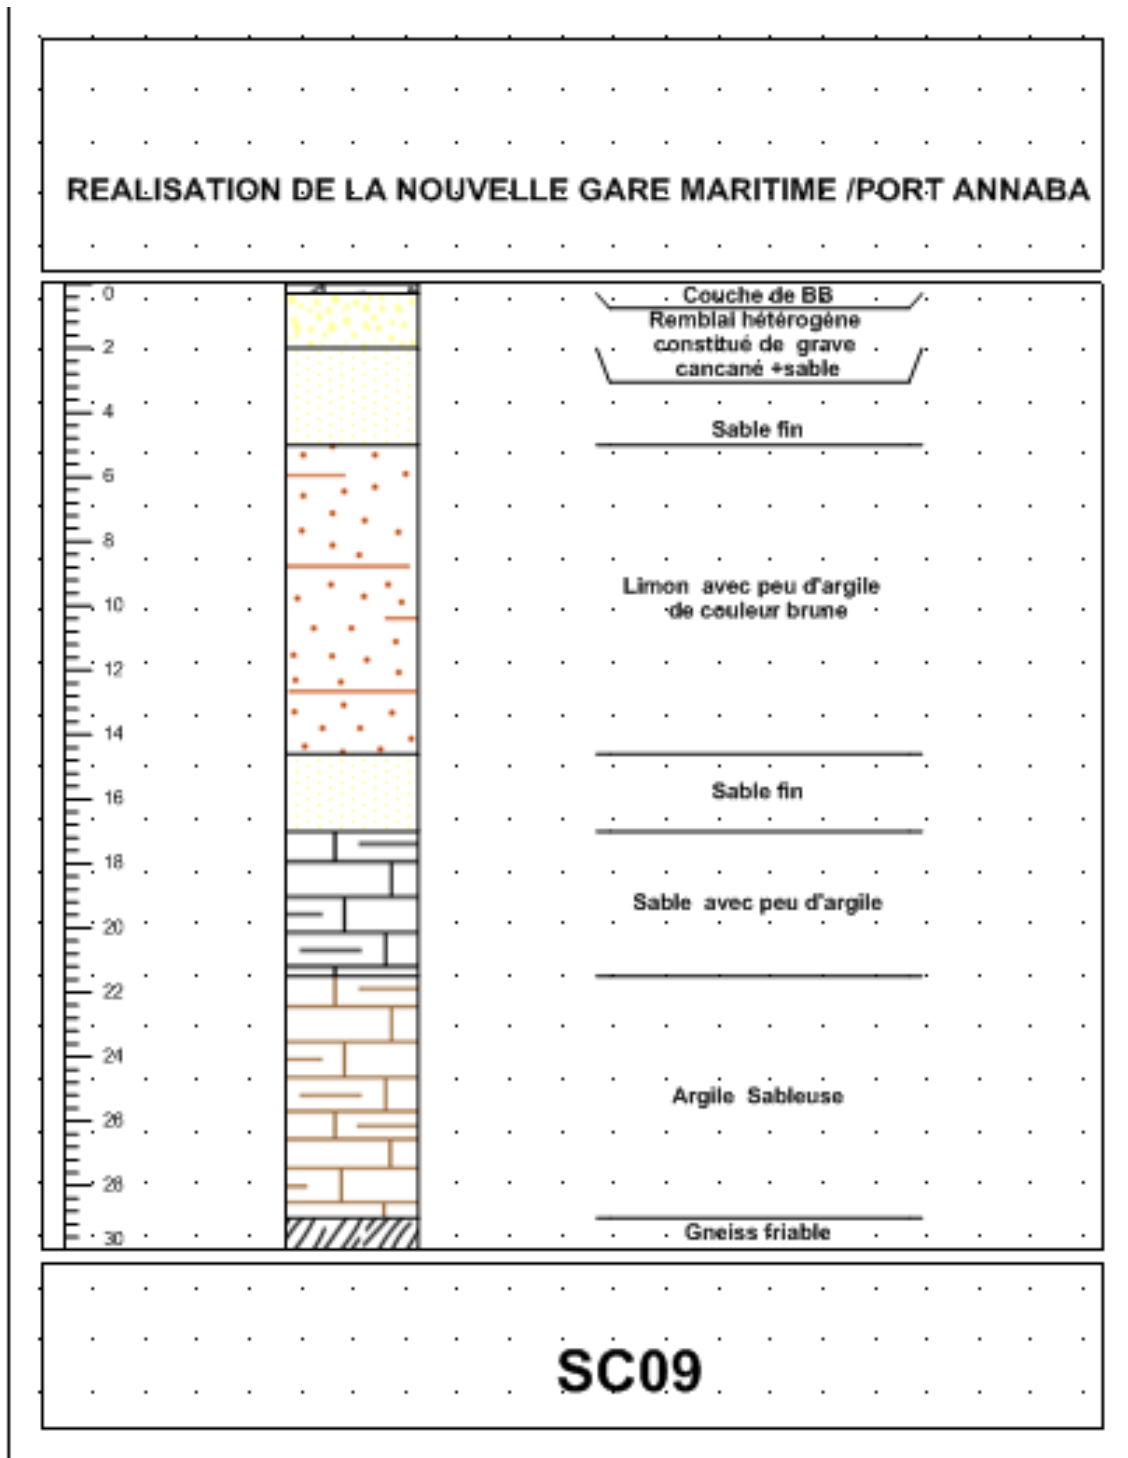 REALISATION DE LA NOUVELLE GARE MARITIME /PORT ANNABA
0
Couche de BB
Remblai hétérogène
2
constitué de grave
cancané +sable
4
Sable fin
6
8
Limon avec peu d'argile
10
de couleur brune
12
14
16
Sable fin
18
Sable avec peu d'argile
20
22
24
Argile Sableuse
26
28
Gneiss friable
30
SC09